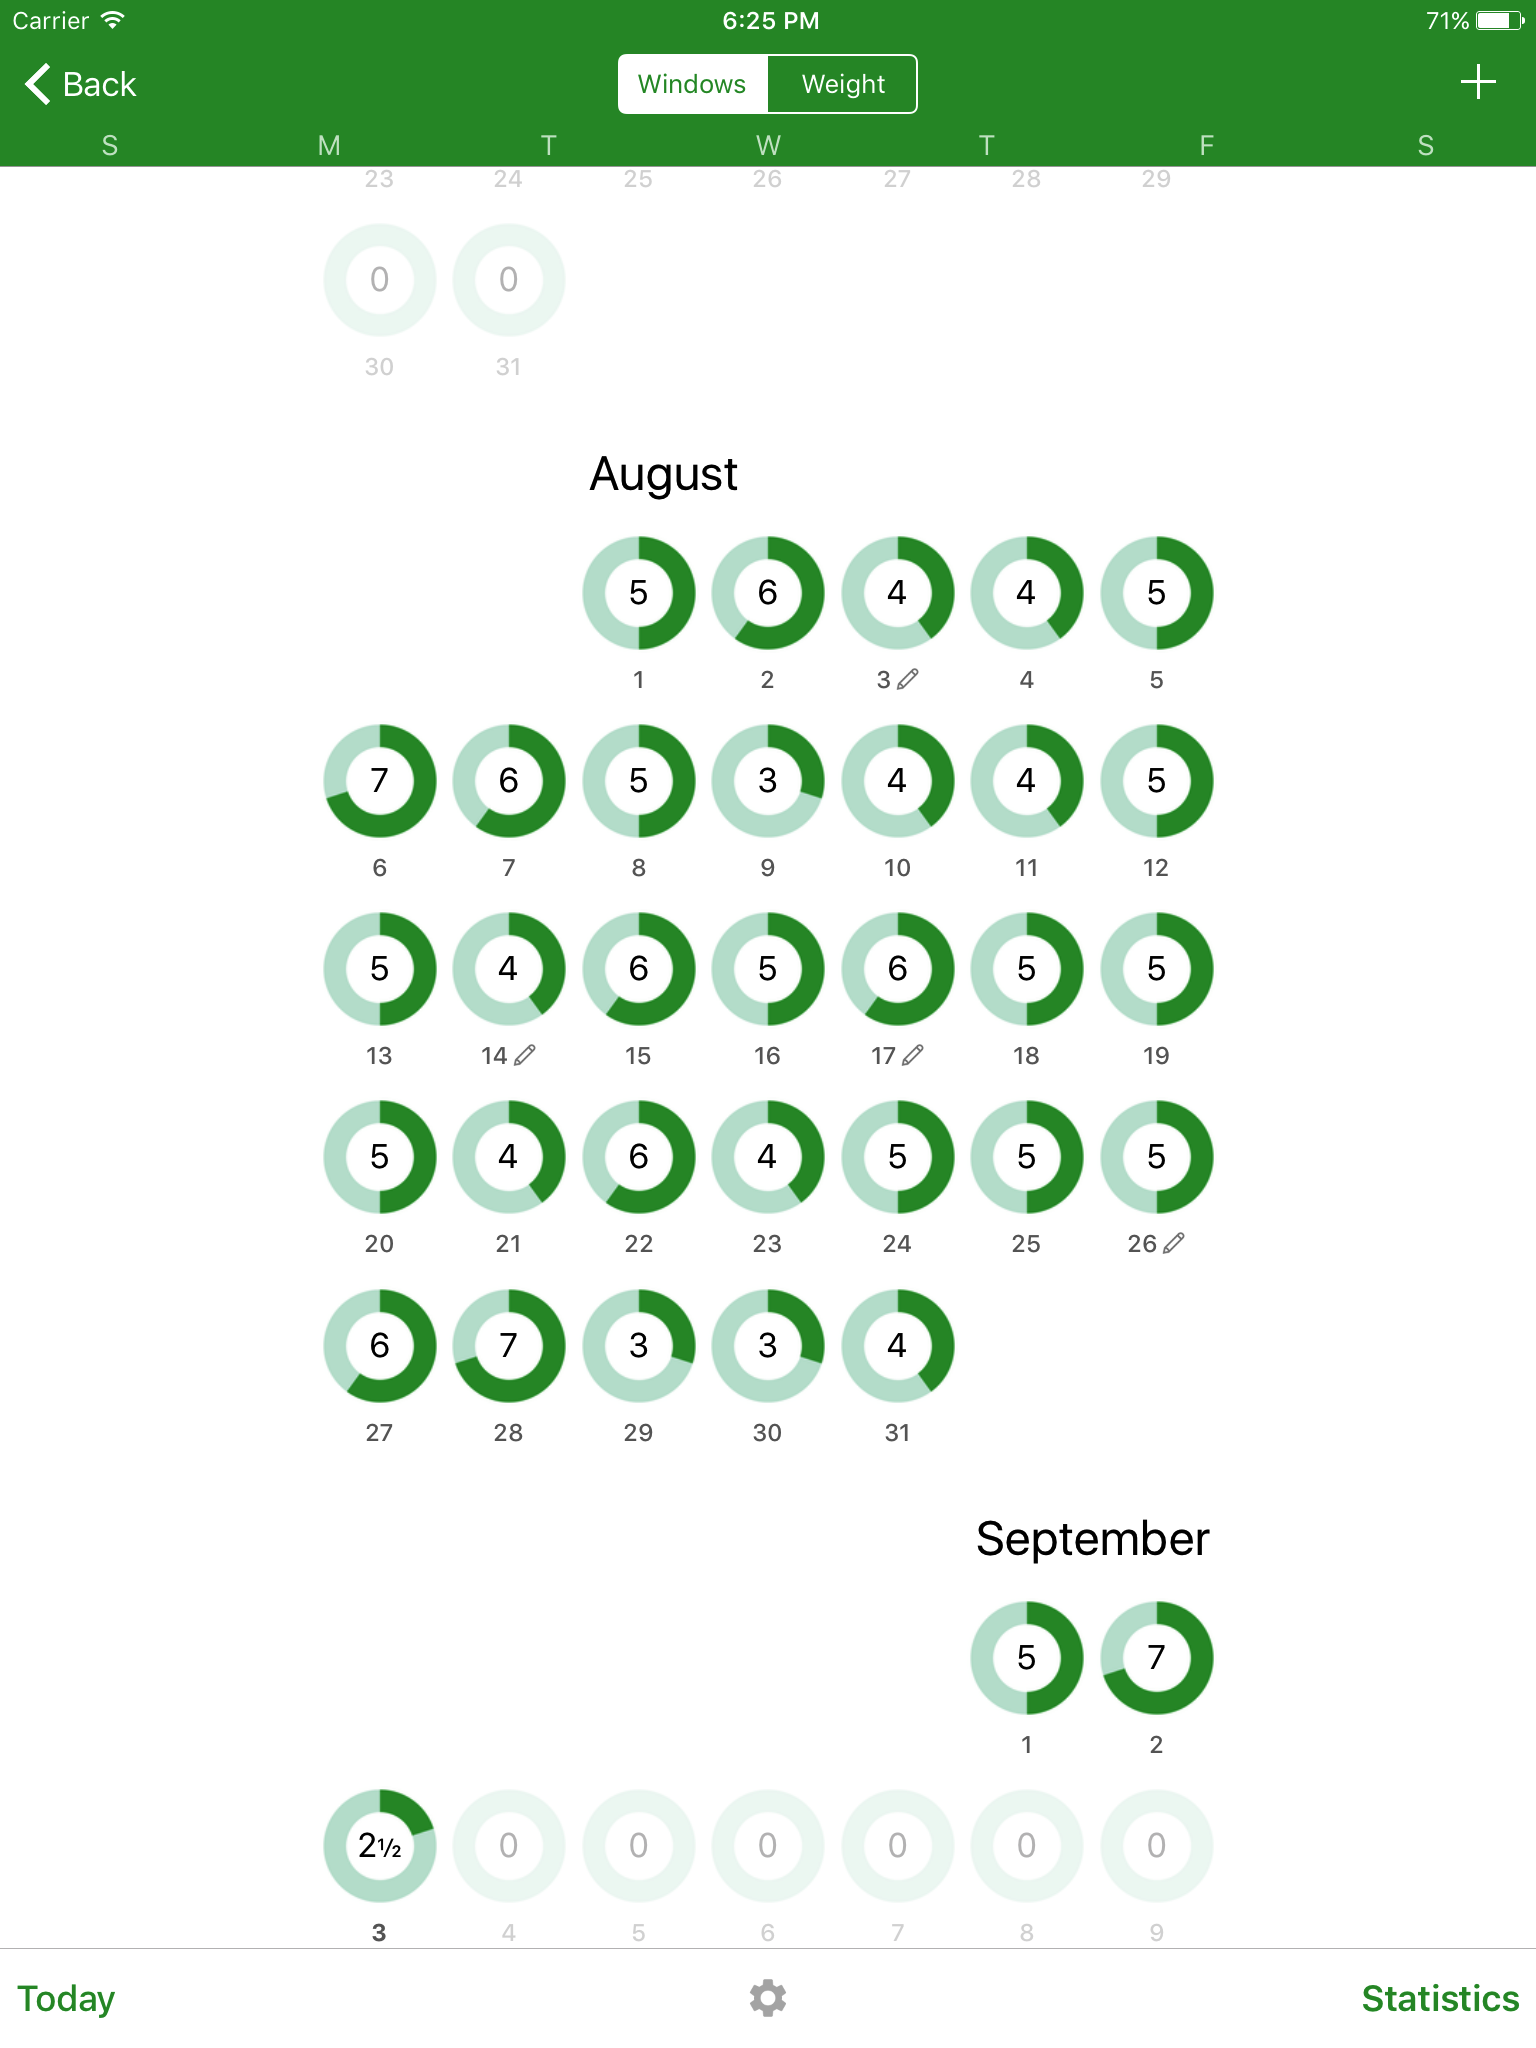 Carrier 6:25 PM 71%
Back Windows Weight
S M T W T F S
23 24 25 26 27 28 29
0 0
30 31
August
5 6 4 4 5
1 2 3 4 5
7 6 5 3 4 4 5
6 7 8 9 10 11 12
5 4 6 5 6 5 5
13 14 15 16 17 18 19
5 4 6 4 5 5 5
20 21 22 23 24 25 26
6 7 3 3 4
27 28 29 30 31
September
5 7
1 2
2½ 0 0 0 0 0 0
3 4 5 6 7 8 9
Today Statistics